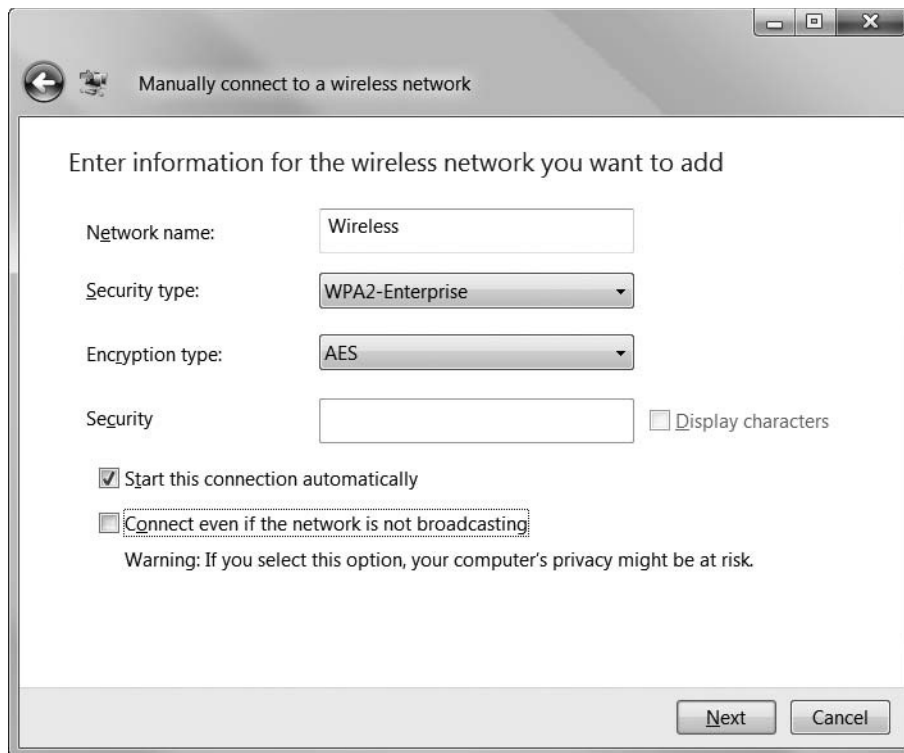 Manually connect to a wireless network
Enter information for the wireless network you want to add
Network name: Wireless
Security type: WPA2-Enterprise
Encryption type: AES
Security Display characters
Start this connection automatically
Connect even if the network is not broadcasting
Warning: If you select this option, your computer's privacy might be at risk.
Next Cancel